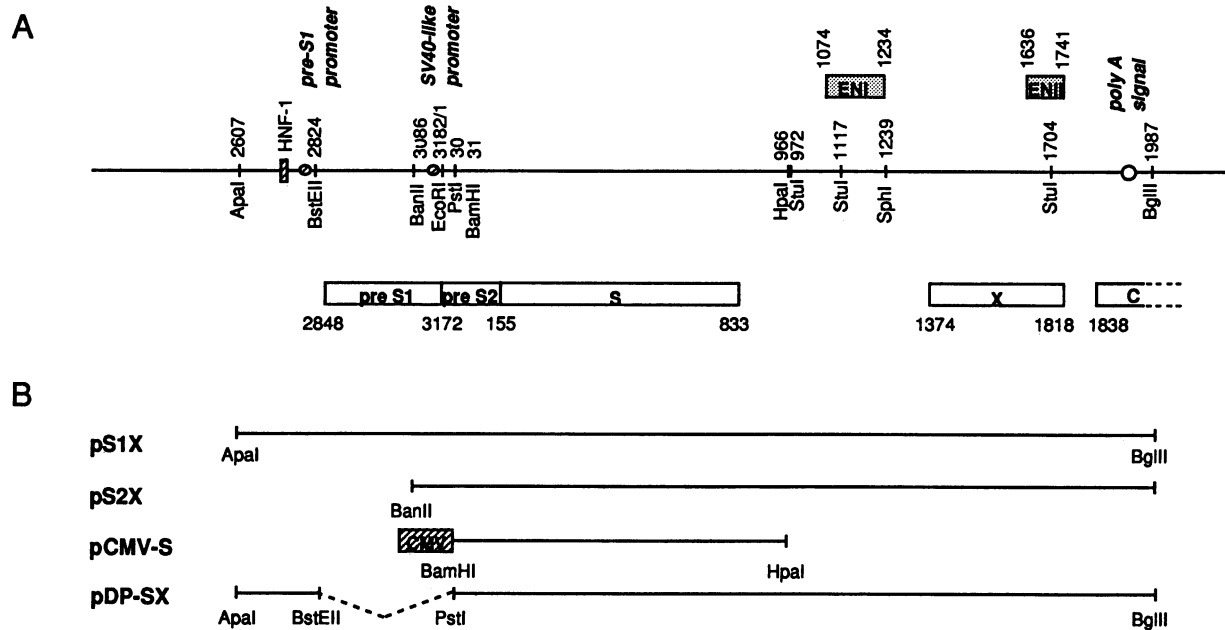 A
pre-S1 promoter
SV40-like promoter
1074
1234
1636
1741
poly A signal
ENI
ENII
2607
HNF-1
2824
3086
3182/1
30
31
966
972
1117
1239
1704
1987
ApaI
BstEII
BanII
EcoRI
PstI
BamHI
HpaI
StuI
StuI
SphI
StuI
BglII
pre S1
pre S2
S
X
C
2848
3172
155
833
1374
1818
1838
B
pS1X
ApaI
BglII
pS2X
BanII
pCMV-S
CMV
BamHI
HpaI
pDP-SX
ApaI
BstEII
PstI
BglII